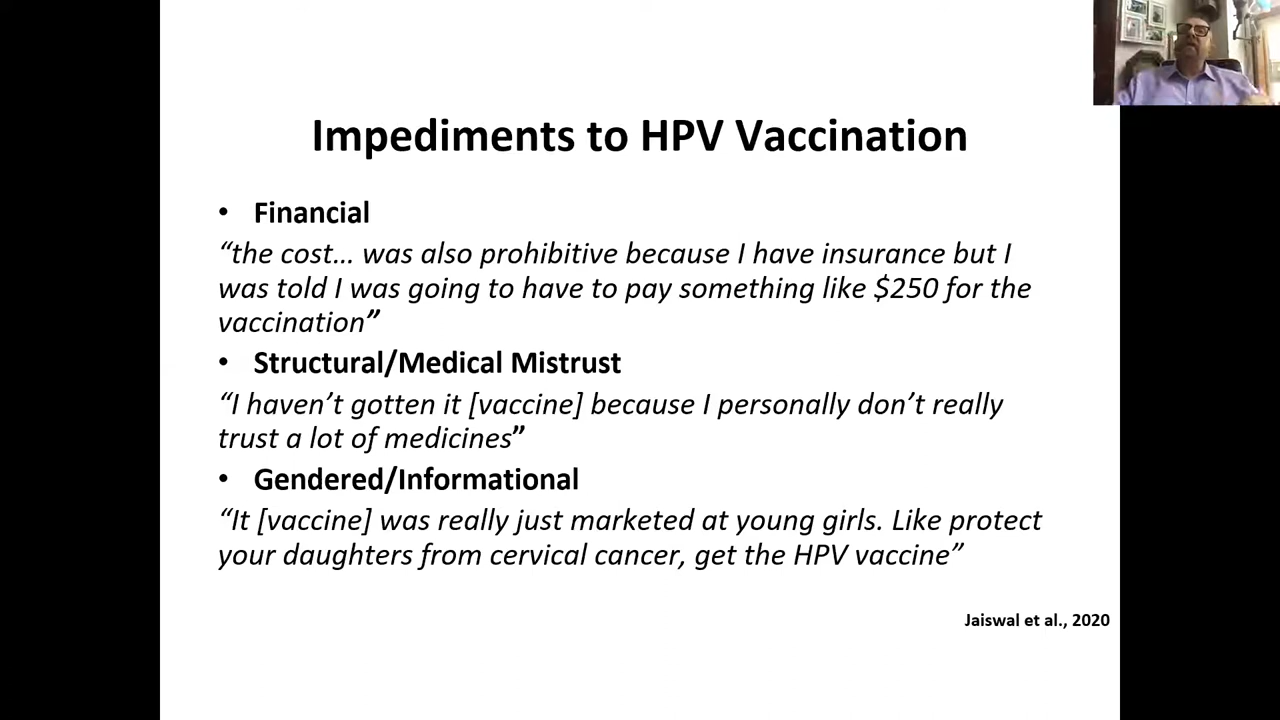 Impediments to HPV Vaccination
• Financial
“the cost… was also prohibitive because I have insurance but I
was told I was going to have to pay something like $250 for the
vaccination”
• Structural/Medical Mistrust
“I haven’t gotten it [vaccine] because I personally don’t really
trust a lot of medicines”
• Gendered/Informational
“It [vaccine] was really just marketed at young girls. Like protect
your daughters from cervical cancer, get the HPV vaccine”
Jaiswal et al., 2020